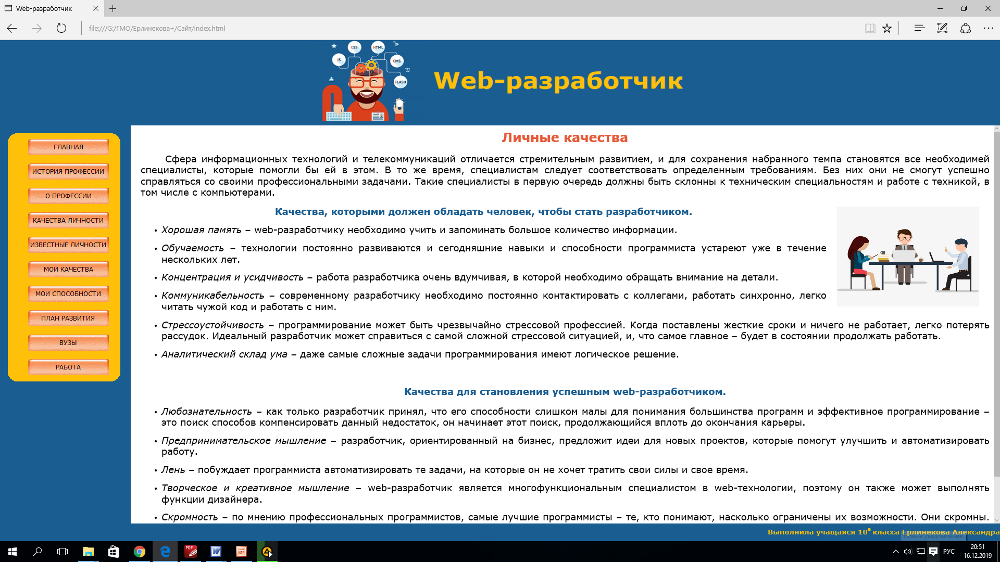 Web-разработчик
file:///G:/ГМО/Ерлинекова+/Сайт/index.html
CSS
HTML
JS
CMS
FLASH
Web-разработчик
ГЛАВНАЯ
ИСТОРИЯ ПРОФЕССИИ
О ПРОФЕССИИ
КАЧЕСТВА ЛИЧНОСТИ
ИЗВЕСТНЫЕ ЛИЧНОСТИ
МОИ КАЧЕСТВА
МОИ СПОСОБНОСТИ
ПЛАН РАЗВИТИЯ
ВУЗЫ
РАБОТА
Личные качества
Сфера информационных технологий и телекоммуникаций отличается стремительным развитием, и для сохранения набранного темпа становятся все необходимей
специалисты, которые помогли бы ей в этом. В то же время, специалистам следует соответствовать определенным требованиям. Без них они не смогут успешно
справляться со своими профессиональными задачами. Такие специалисты в первую очередь должны быть склонны к техническим специальностям и работе с техникой, в
том числе с компьютерами.
Качества, которыми должен обладать человек, чтобы стать разработчиком.
• Хорошая память – web-разработчику необходимо учить и запоминать большое количество информации.
• Обучаемость – технологии постоянно развиваются и сегодняшние навыки и способности программиста устареют уже в течение
нескольких лет.
• Концентрация и усидчивость – работа разработчика очень вдумчивая, в которой необходимо обращать внимание на детали.
• Коммуникабельность – современному разработчику необходимо постоянно контактировать с коллегами, работать синхронно, легко
читать чужой код и работать с ним.
• Стрессоустойчивость – программирование может быть чрезвычайно стрессовой профессией. Когда поставлены жесткие сроки и ничего не работает, легко потерять
рассудок. Идеальный разработчик может справиться с самой сложной стрессовой ситуацией, и, что самое главное – будет в состоянии продолжать работать.
• Аналитический склад ума – даже самые сложные задачи программирования имеют логическое решение.
Качества для становления успешным web-разработчиком.
• Любознательность – как только разработчик принял, что его способности слишком малы для понимания большинства программ и эффективное программирование –
это поиск способов компенсировать данный недостаток, он начинает этот поиск, продолжающийся вплоть до окончания карьеры.
• Предпринимательское мышление – разработчик, ориентированный на бизнес, предложит идеи для новых проектов, которые помогут улучшить и автоматизировать
работу.
• Лень – побуждает программиста автоматизировать те задачи, на которые он не хочет тратить свои силы и свое время.
• Творческое и креативное мышление – web-разработчик является многофункциональным специалистом в web-технологии, поэтому он также может выполнять
функции дизайнера.
• Скромность – по мнению профессиональных программистов, самые лучшие программисты – те, кто понимают, насколько ограничены их возможности. Они скромны.
Выполнила учащаяся 10а класса Ерлинекова Александра
Новые уведомления
PDF
РУС
20:51
16.12.2019